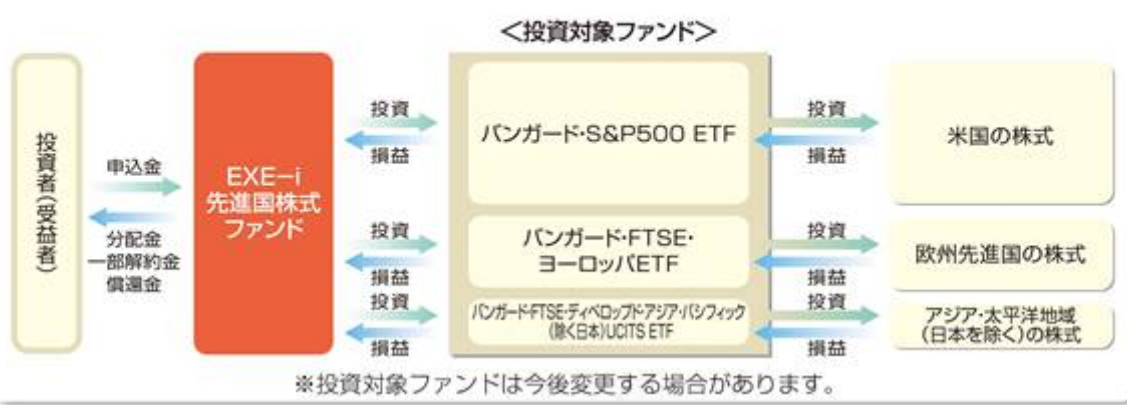 ＜投資対象ファンド＞
投資者(受益者)
申込金
分配金
一部解約金
償還金
EXE－i
先進国株式
ファンド
投資
損益
バンガード・S&P500 ETF
投資
損益
米国の株式
投資
損益
バンガード・FTSE・
ヨーロッパETF
投資
損益
欧州先進国の株式
投資
損益
バンガード・FTSE・ディベロップド・アジア・パシフィック
(除く日本)UCITS ETF
投資
損益
アジア・太平洋地域
(日本を除く)の株式
※投資対象ファンドは今後変更する場合があります。